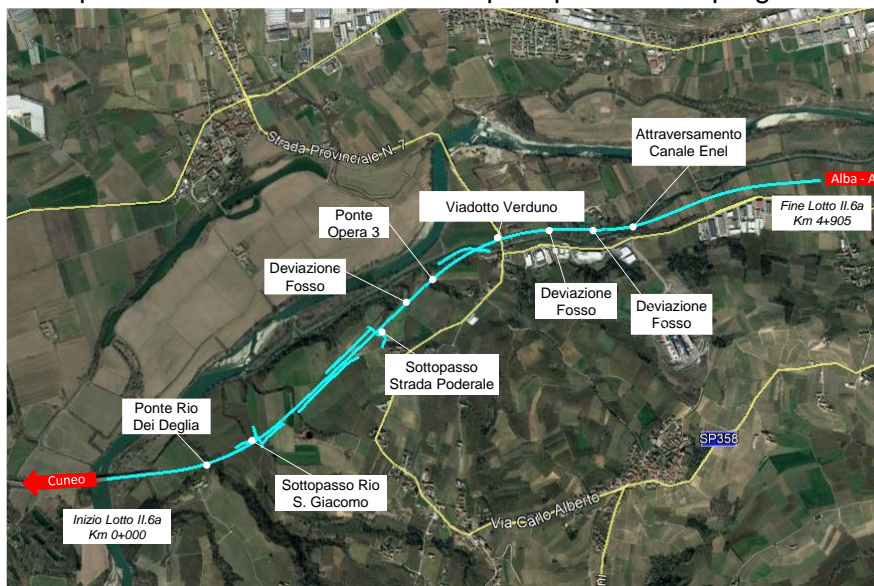 Strada Provinciale N. 7
Attraversamento
Canale Enel
Alba - A
Viadotto Verduno
Fine Lotto II.6a
Km 4+905
Ponte
Opera 3
Deviazione
Fosso
Deviazione
Fosso
Deviazione
Fosso
Sottopasso
Strada Poderale
Ponte Rio
Dei Deglia
SP358
Cuneo
Sottopasso Rio
S. Giacomo
Via Carlo Alberto
Inizio Lotto II.6a
Km 0+000